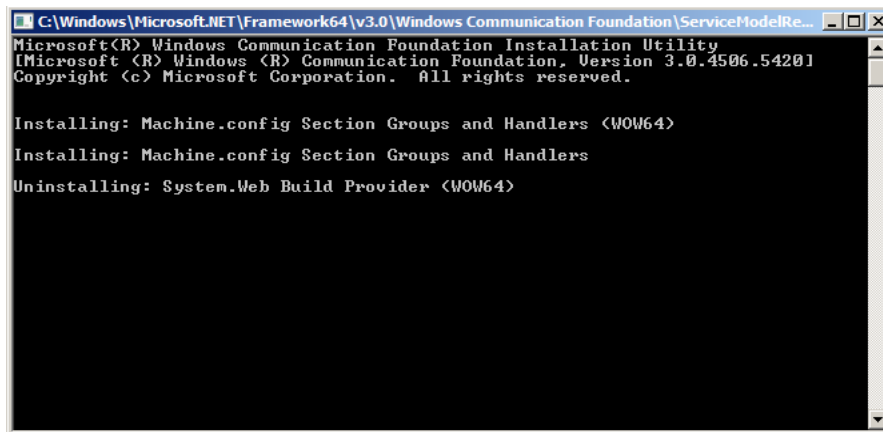 C:\Windows\Microsoft.NET\Framework64\v3.0\Windows Communication Foundation\ServiceModelRe...
Microsoft(R) Windows Communication Foundation Installation Utility
[Microsoft (R) Windows (R) Communication Foundation, Version 3.0.4506.5420]
Copyright (c) Microsoft Corporation.  All rights reserved.
Installing: Machine.config Section Groups and Handlers (WOW64)
Installing: Machine.config Section Groups and Handlers
Uninstalling: System.Web Build Provider (WOW64)